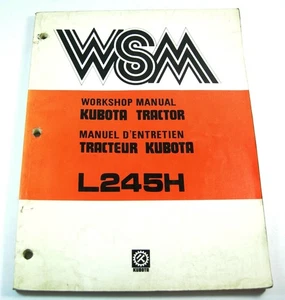 WSM
WORKSHOP MANUAL
KUBOTA TRACTOR
MANUEL D'ENTRETIEN
TRACTEUR KUBOTA
L245H
KUBOTA